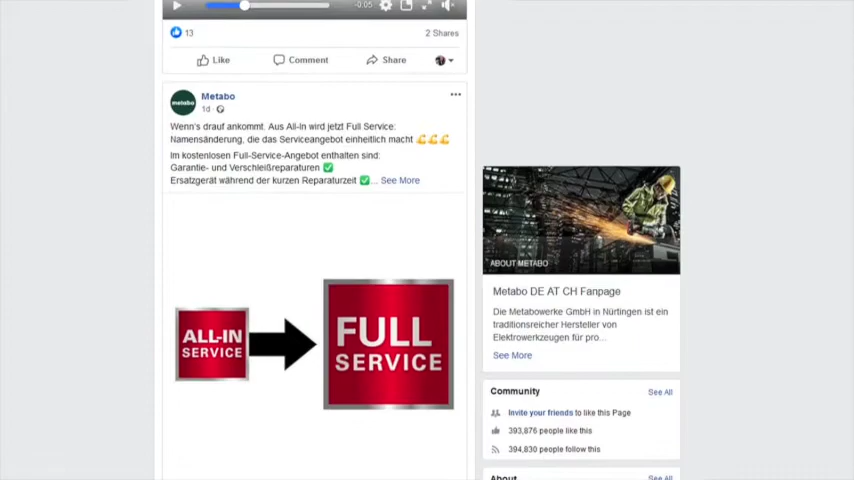 -0:05
13
2 Shares
Like
Comment
Share
metabo
Metabo
1d
Wenn's drauf ankommt. Aus All-In wird jetzt Full Service:
Namensänderung, die das Serviceangebot einheitlich macht 💪💪💪
Im kostenlosen Full-Service-Angebot enthalten sind:
Garantie- und Verschleißreparaturen ✅
Ersatzgerät während der kurzen Reparaturzeit ✅... See More
ALL-IN
SERVICE
FULL
SERVICE
ABOUT METABO
Metabo DE AT CH Fanpage
Die Metabowerke GmbH in Nürtingen ist ein
traditionsreicher Hersteller von
Elektrowerkzeugen für pro...
See More
Community
See All
Invite your friends to like this Page
393,876 people like this
394,830 people follow this
About
See All